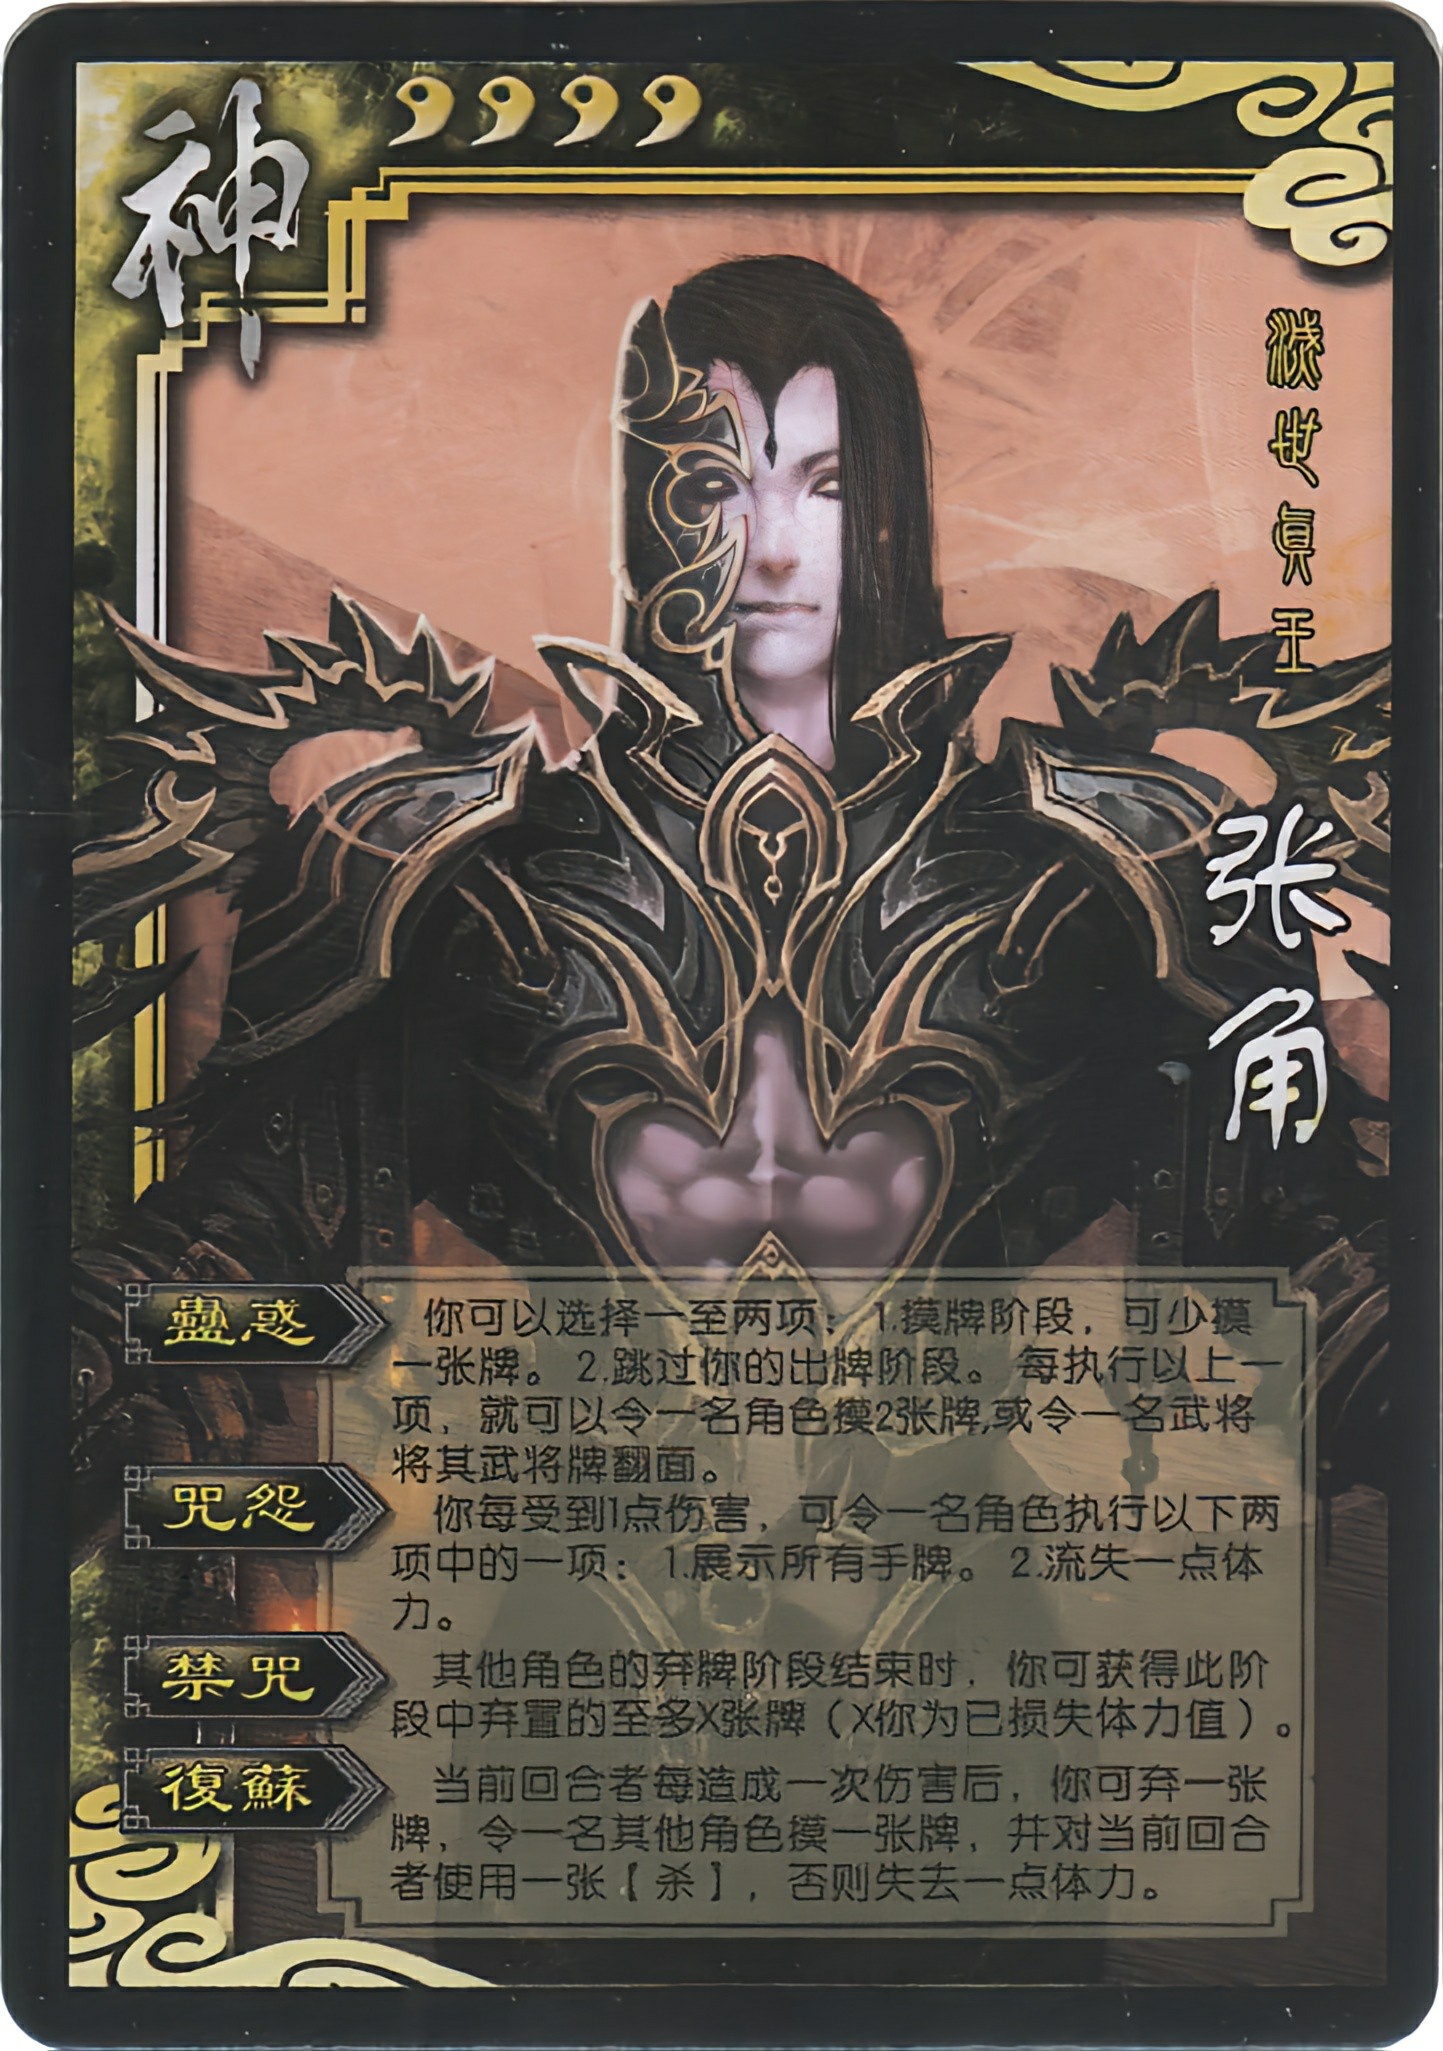 神
滅世真王
张角
蠱惑
你可以选择一至两项：1.摸牌阶段，可少摸
一张牌。2.跳过你的出牌阶段。每执行以上一
项，就可以令一名角色摸2张牌,或令一名武将
将其武将牌翻面。
咒怨
你每受到1点伤害，可令一名角色执行以下两
项中的一项：1.展示所有手牌。2.流失一点体
力。
禁咒
其他角色的弃牌阶段结束时，你可获得此阶
段中弃置的至多X张牌（X你为已损失体力值）。
復蘇
当前回合者每造成一次伤害后，你可弃一张
牌，令一名其他角色摸一张牌，并对当前回合
者使用一张【杀】，否则失去一点体力。